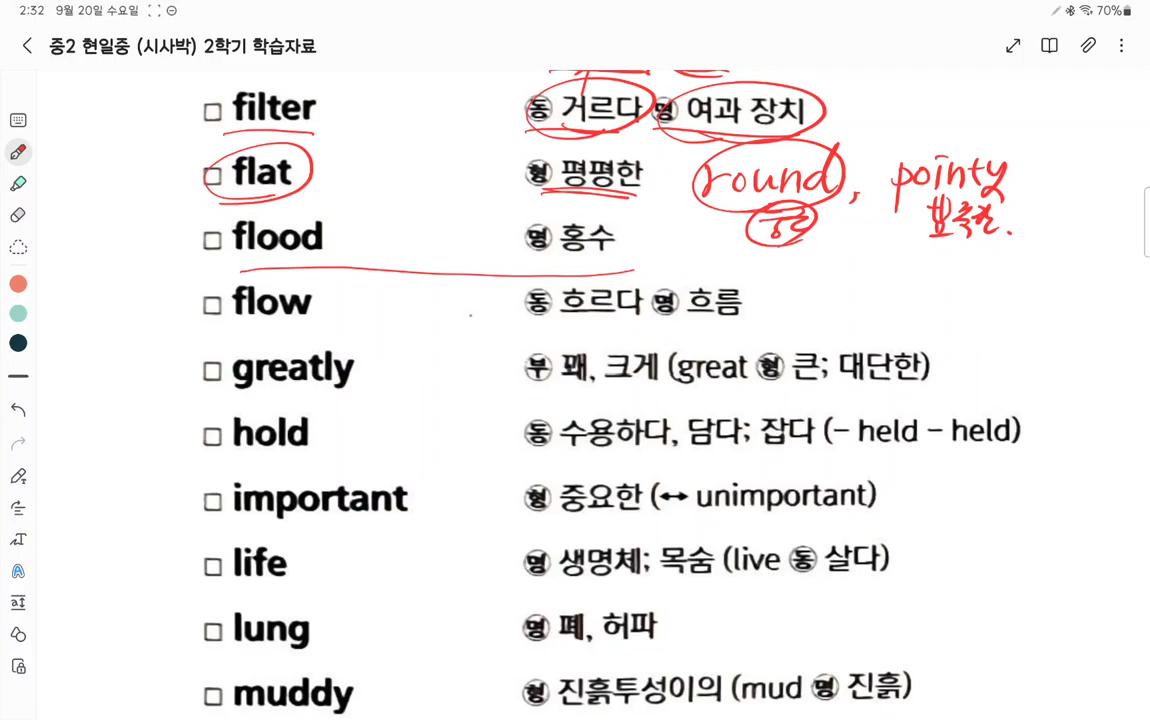 2:32 9월 20일 수요일 70%
중2 현일중 (시사박) 2학기 학습자료
filter 동 거르다 명 여과 장치
flat 형 평평한 round, pointy
뾰족한.
flood 명 홍수
flow 동 흐르다 명 흐름
greatly 부 꽤, 크게 (great 형 큰; 대단한)
hold 동 수용하다, 담다; 잡다 (– held – held)
important 형 중요한 (↔ unimportant)
life 명 생명체; 목숨 (live 동 살다)
lung 명 폐, 허파
muddy 형 진흙투성이의 (mud 명 진흙)